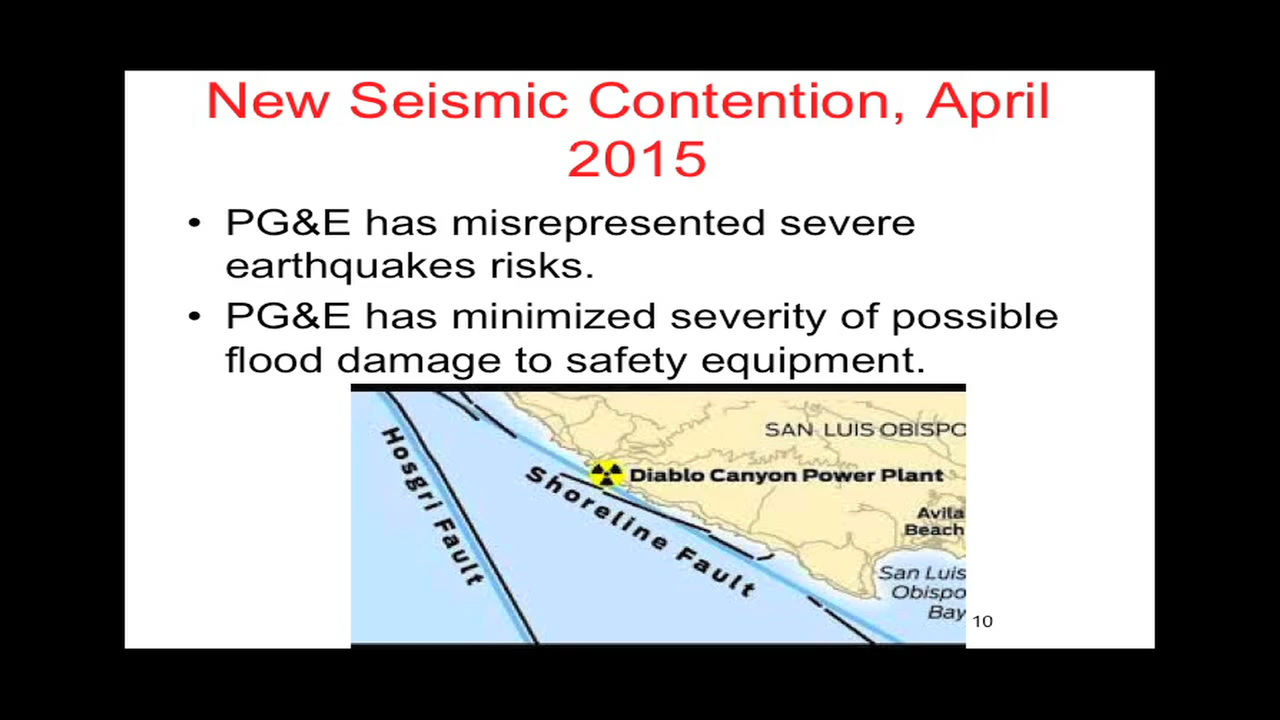 New Seismic Contention, April
2015
• PG&E has misrepresented severe
earthquakes risks.
• PG&E has minimized severity of possible
flood damage to safety equipment.
SAN LUIS OBISPO
Hosgri Fault
Shoreline Fault
Diablo Canyon Power Plant
Avila
Beach
San Luis
Obispo
Bay
10